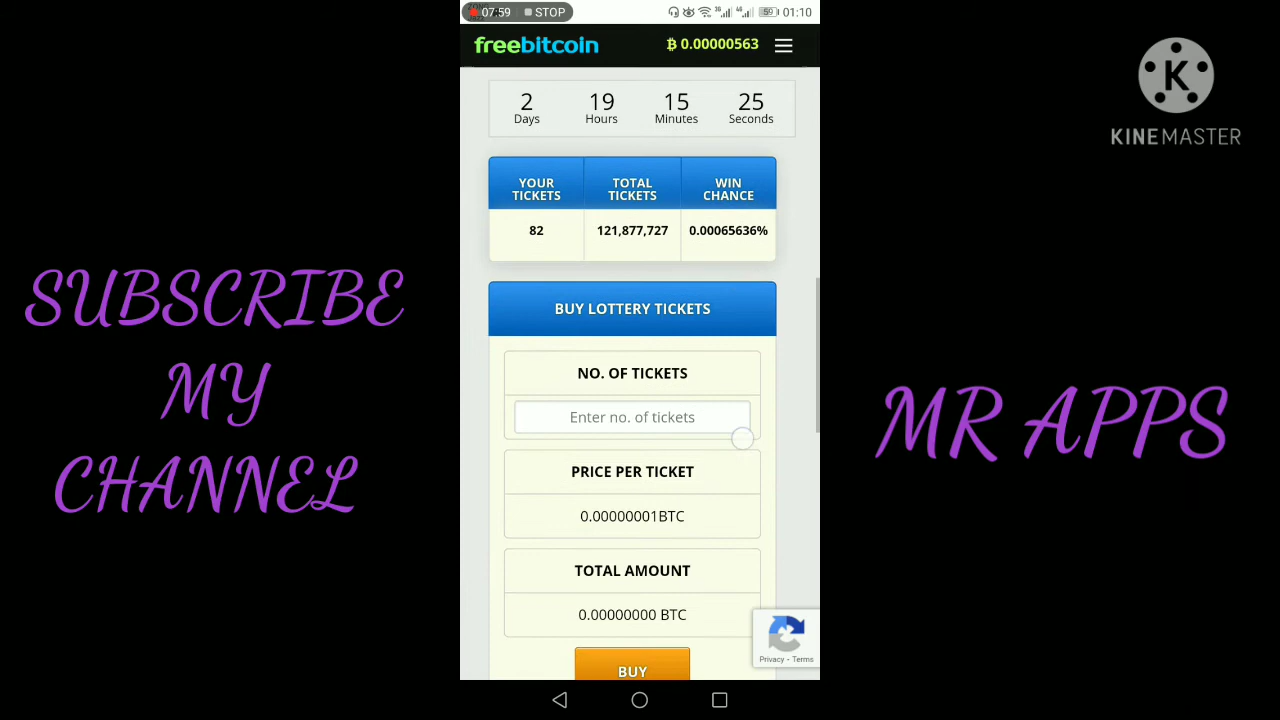 07:59 STOP
3G 4G 59 01:10
freebitcoin
₿ 0.00000563
2 19 15 25
Days Hours Minutes Seconds
YOUR TICKETS
TOTAL TICKETS
WIN CHANCE
82 121,877,727 0.00065636%
BUY LOTTERY TICKETS
NO. OF TICKETS
Enter no. of tickets
PRICE PER TICKET
0.00000001BTC
TOTAL AMOUNT
0.00000000 BTC
BUY
Privacy - Terms
SUBSCRIBE
MY
CHANNEL
K
KINEMASTER
MR APPS